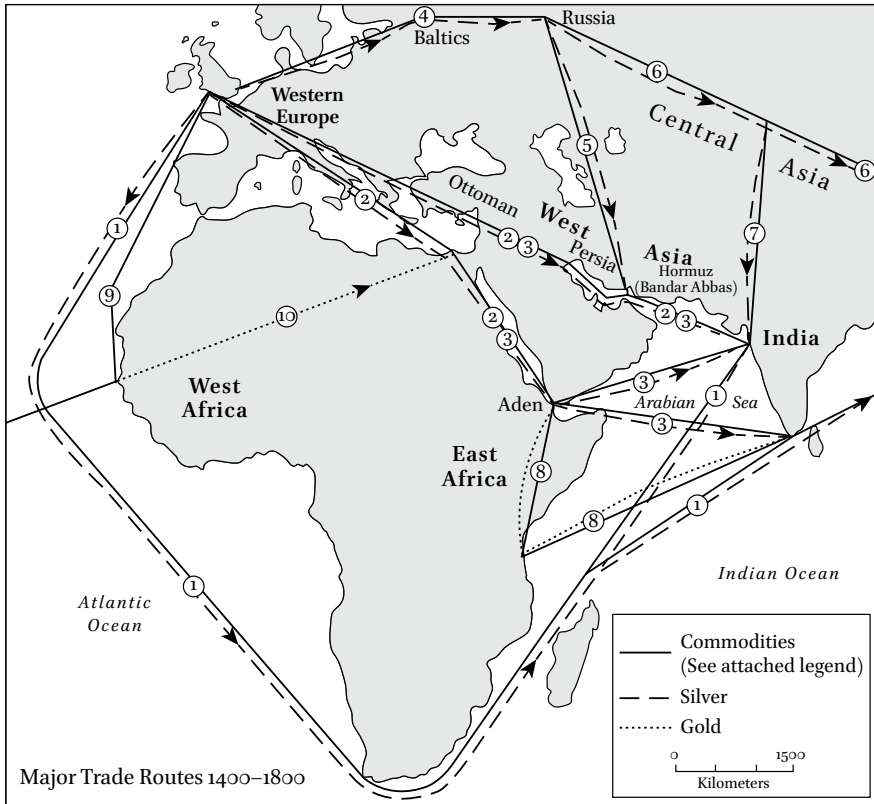 4
Russia
Baltics
6
Western
Europe
Central
5
6
Asia
Ottoman
2
West
1
2 3
Persia
Asia
7
Hormuz
(Bandar Abbas)
9
10
2
3
2
3
India
West
Africa
3
1
Aden
Arabian Sea
3
East
Africa
8
8
1
Indian Ocean
1
Atlantic
Ocean
Commodities
(See attached legend)
Silver
Gold
0 1500
Kilometers
Major Trade Routes 1400–1800